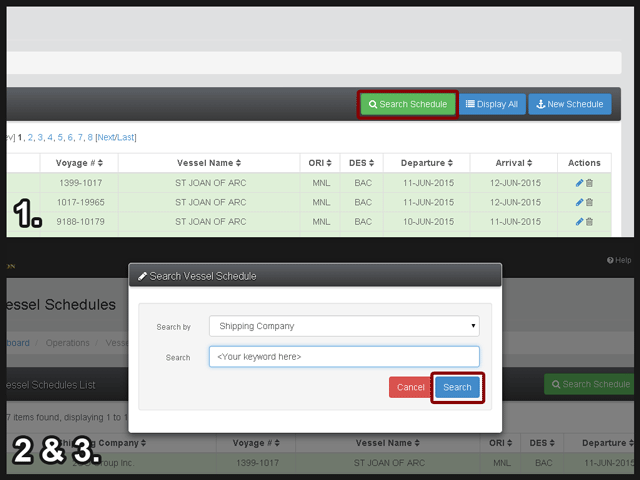 Search Schedule Display All New Schedule
ev] 1, 2, 3, 4, 5, 6, 7, 8 [Next/Last]
Voyage # Vessel Name ORI DES Departure Arrival Actions
1399-1017 ST JOAN OF ARC MNL BAC 11-JUN-2015 12-JUN-2015
1017-19965 ST JOAN OF ARC MNL BAC 11-JUN-2015 12-JUN-2015
9188-10179 ST JOAN OF ARC MNL BAC 10-JUN-2015 11-JUN-2015
1.
ON Help
Search Vessel Schedule
essel Schedules
Search by Shipping Company
board / Operations / Vesse
Search <Your keyword here>
essel Schedules List Search Schedule
Cancel Search
7 items found, displaying 1 to 1
Shipping Company Voyage # Vessel Name ORI DES Departure
2 & 3.
Group Inc. 1399-1017 ST JOAN OF ARC MNL BAC 11-JUN-2015